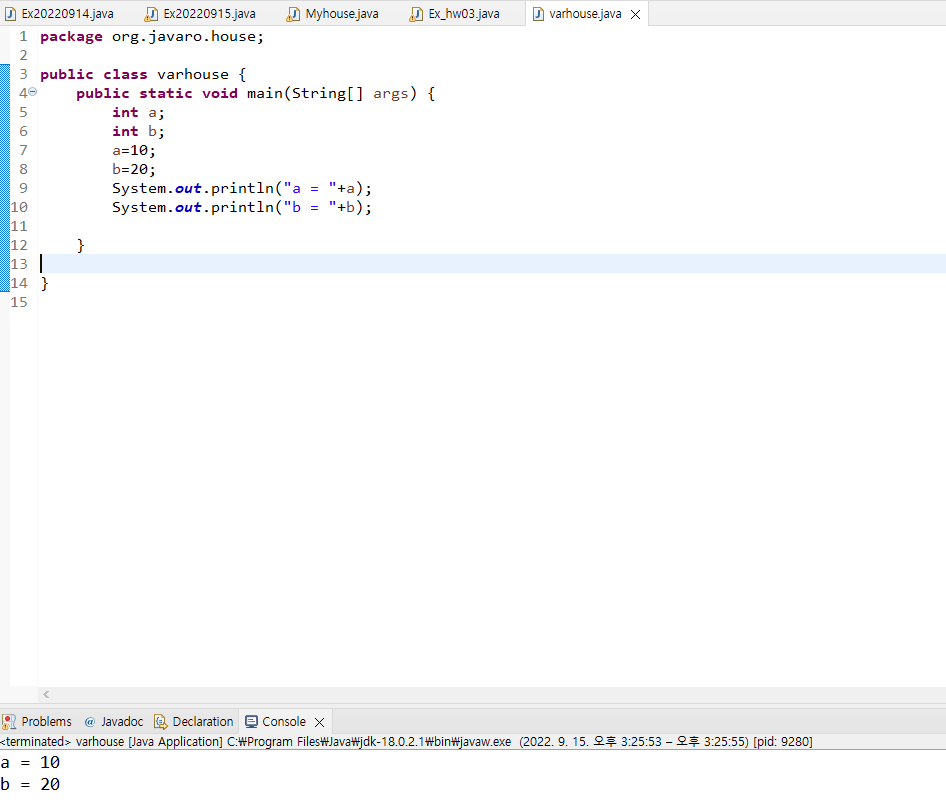 Ex20220914.java Ex20220915.java Myhouse.java Ex_hw03.java varhouse.java
1 package org.javaro.house;
2
3 public class varhouse {
4     public static void main(String[] args) {
5         int a;
6         int b;
7         a=10;
8         b=20;
9         System.out.println("a = "+a);
10         System.out.println("b = "+b);
11
12     }
13
14 }
15
Problems @ Javadoc Declaration Console
<terminated> varhouse [Java Application] C:₩Program Files₩Java₩jdk-18.0.2.1₩bin₩javaw.exe (2022. 9. 15. 오후 3:25:53 – 오후 3:25:55) [pid: 9280]
a = 10
b = 20